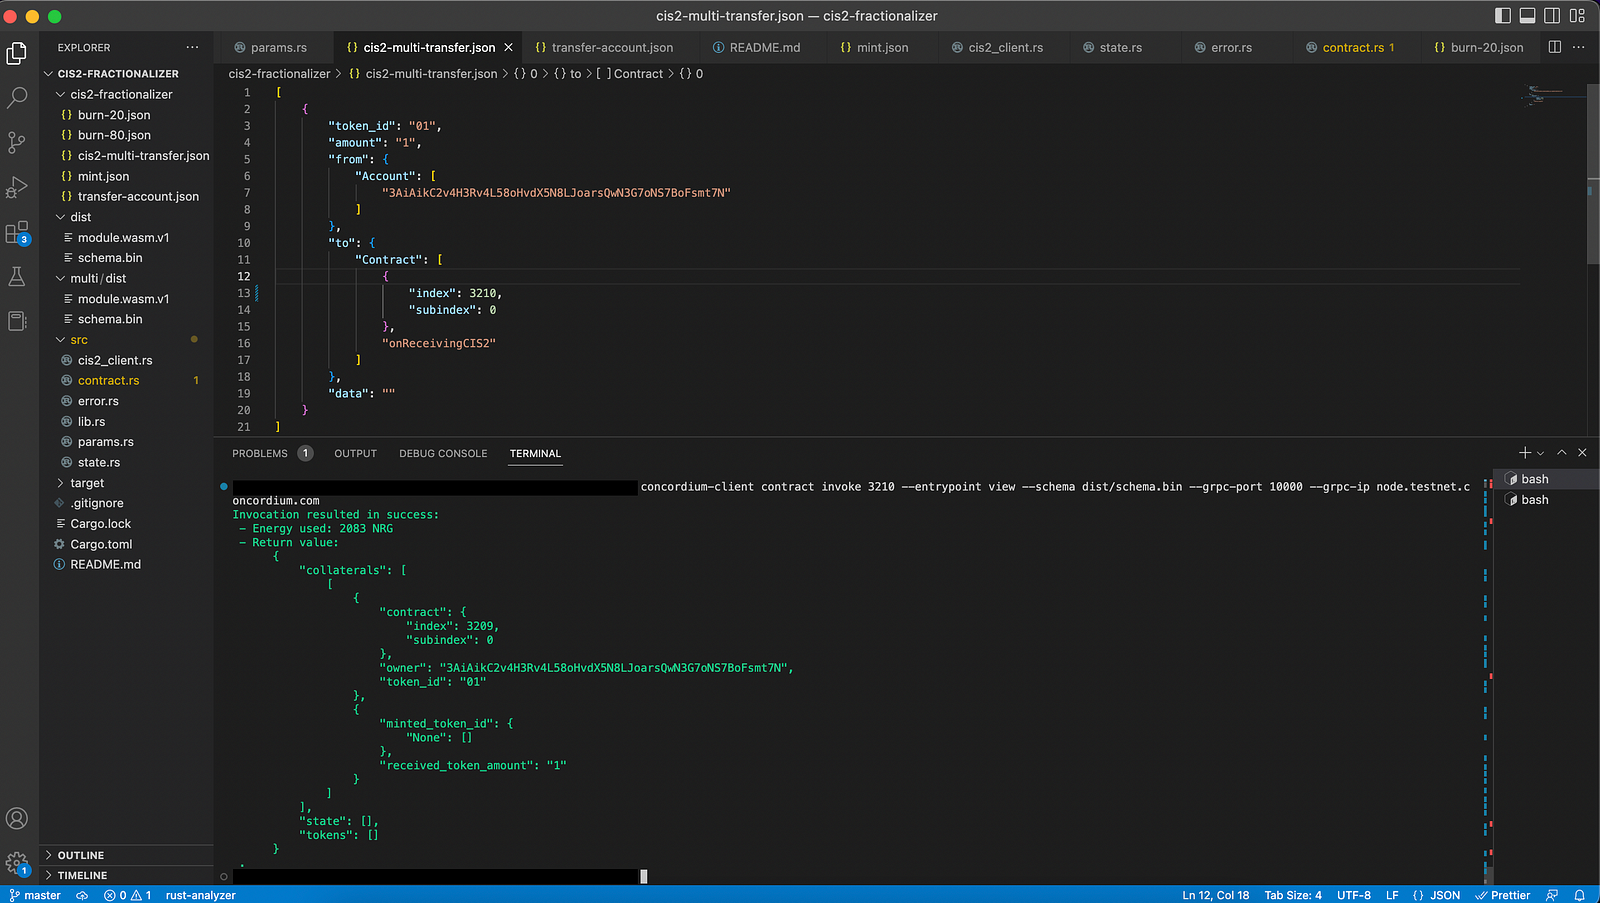 cis2-multi-transfer.json — cis2-fractionalizer
EXPLORER
CIS2-FRACTIONALIZER
cis2-fractionalizer
{} burn-20.json
{} burn-80.json
{} cis2-multi-transfer.json
{} mint.json
{} transfer-account.json
dist
module.wasm.v1
schema.bin
multi/dist
module.wasm.v1
schema.bin
src
cis2_client.rs
contract.rs 1
error.rs
lib.rs
params.rs
state.rs
target
.gitignore
Cargo.lock
Cargo.toml
README.md
OUTLINE
TIMELINE
3
1
params.rs {} cis2-multi-transfer.json {} transfer-account.json README.md {} mint.json cis2_client.rs state.rs error.rs contract.rs 1 {} burn-20.json
cis2-fractionalizer > {} cis2-multi-transfer.json > {} 0 > {} to > [ ] Contract > {} 0
1 [
2 {
3 "token_id": "01",
4 "amount": "1",
5 "from": {
6 "Account": [
7 "3AiAikC2v4H3Rv4L58oHvdX5N8LJoarsQwN3G7oNS7BoFsmt7N"
8 ]
9 },
10 "to": {
11 "Contract": [
12 {
13 "index": 3210,
14 "subindex": 0
15 },
16 "onReceivingCIS2"
17 ]
18 },
19 "data": ""
20 }
21 ]
PROBLEMS 1 OUTPUT DEBUG CONSOLE TERMINAL
bash
bash
concordium-client contract invoke 3210 --entrypoint view --schema dist/schema.bin --grpc-port 10000 --grpc-ip node.testnet.c
oncordium.com
Invocation resulted in success:
- Energy used: 2083 NRG
- Return value:
{
"collaterals": [
[
{
"contract": {
"index": 3209,
"subindex": 0
},
"owner": "3AiAikC2v4H3Rv4L58oHvdX5N8LJoarsQwN3G7oNS7BoFsmt7N",
"token_id": "01"
},
{
"minted_token_id": {
"None": []
},
"received_token_amount": "1"
}
]
],
"state": [],
"tokens": []
}
.
master 0 1 rust-analyzer Ln 12, Col 18 Tab Size: 4 UTF-8 LF {} JSON Prettier